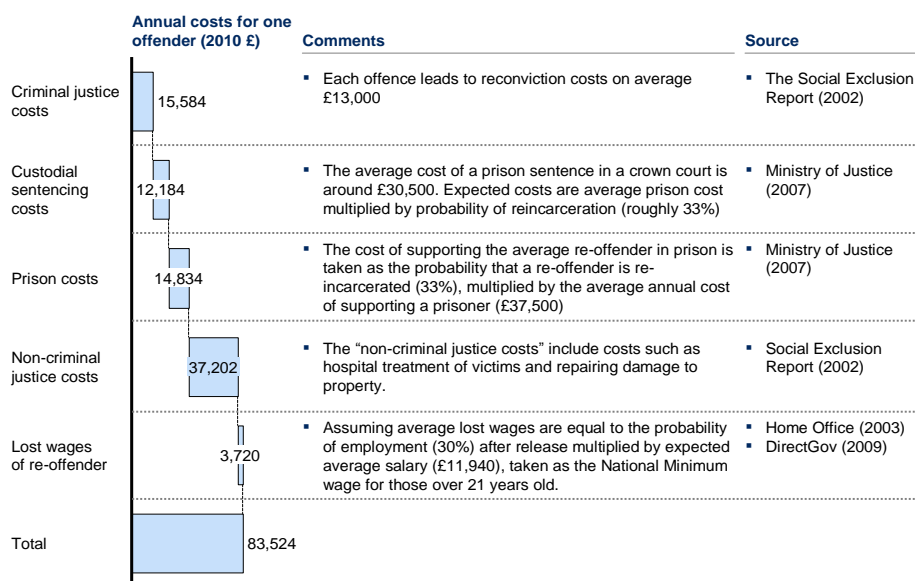 Annual costs for one
offender (2010 £)
Comments
Source
Criminal justice
costs
15,584
▪ Each offence leads to reconviction costs on average
£13,000
▪ The Social Exclusion
Report (2002)
Custodial
sentencing
costs
12,184
▪ The average cost of a prison sentence in a crown court is
around £30,500. Expected costs are average prison cost
multiplied by probability of reincarceration (roughly 33%)
▪ Ministry of Justice
(2007)
Prison costs
14,834
▪ The cost of supporting the average re-offender in prison is
taken as the probability that a re-offender is re-
incarcerated (33%), multiplied by the average annual cost
of supporting a prisoner (£37,500)
▪ Ministry of Justice
(2007)
Non-criminal
justice costs
37,202
▪ The “non-criminal justice costs” include costs such as
hospital treatment of victims and repairing damage to
property.
▪ Social Exclusion
Report (2002)
Lost wages
of re-offender
3,720
▪ Assuming average lost wages are equal to the probability
of employment (30%) after release multiplied by expected
average salary (£11,940), taken as the National Minimum
wage for those over 21 years old.
▪ Home Office (2003)
▪ DirectGov (2009)
Total
83,524